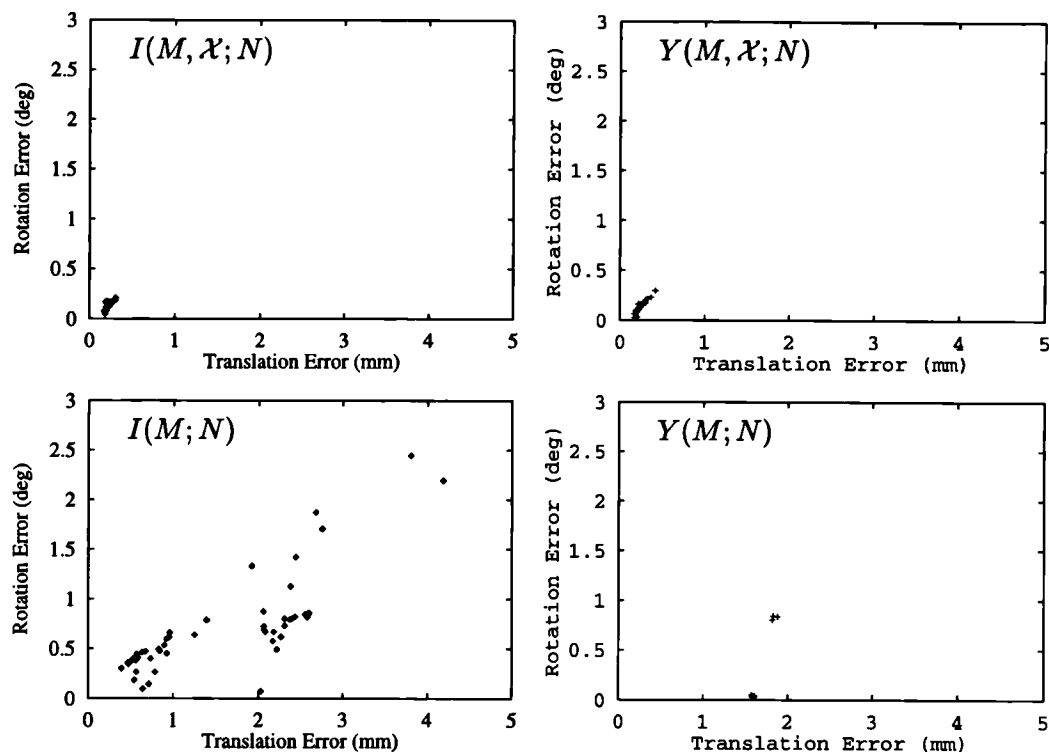 I(M, 𝒳; N)
Rotation Error (deg)
3
2.5
2
1.5
1
0.5
0
0 1 2 3 4 5
Translation Error (mm)
Y(M, 𝒳; N)
Rotation Error (deg)
3
2.5
2
1.5
1
0.5
0
0 1 2 3 4 5
Translation Error (mm)
I(M; N)
Rotation Error (deg)
3
2.5
2
1.5
1
0.5
0
0 1 2 3 4 5
Translation Error (mm)
Y(M; N)
Rotation Error (deg)
3
2.5
2
1.5
1
0.5
0
0 1 2 3 4 5
Translation Error (mm)